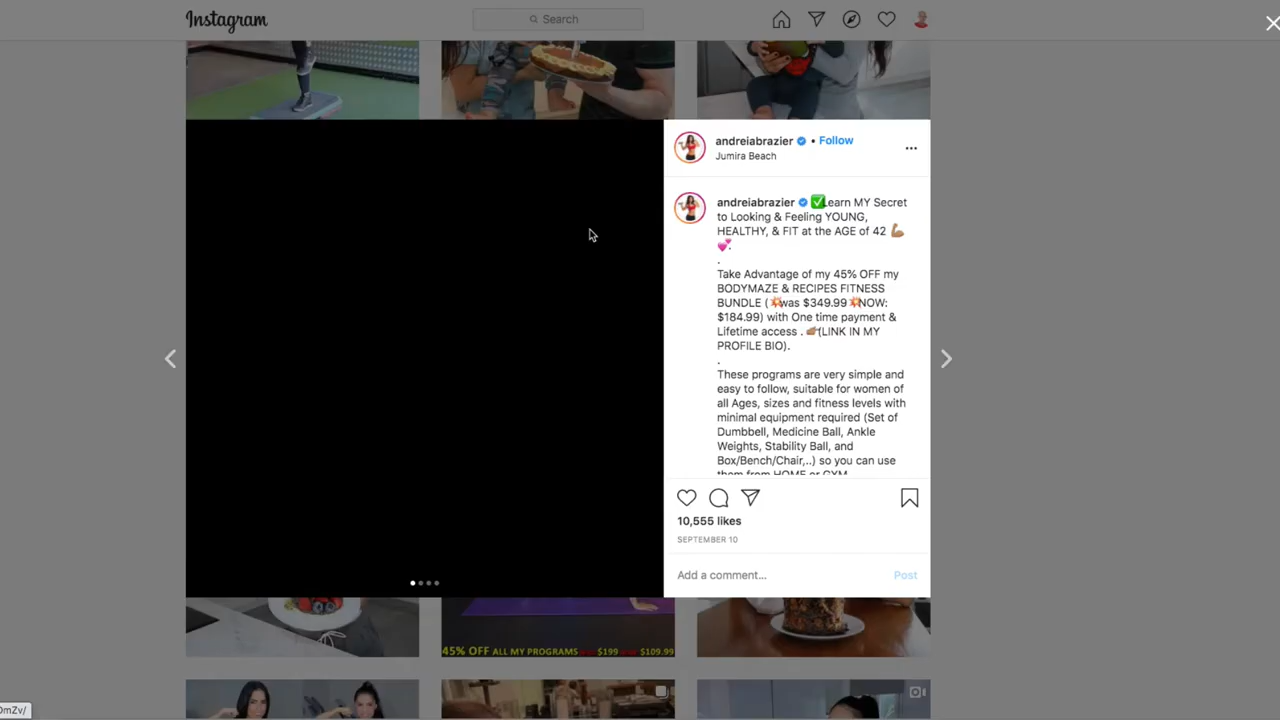 Instagram
Search
andreiabrazier • Follow
Jumira Beach
andreiabrazier ✅Learn MY Secret
to Looking & Feeling YOUNG,
HEALTHY, & FIT at the AGE of 42 💪🏽
💕.
.
Take Advantage of my 45% OFF my
BODYMAZE & RECIPES FITNESS
BUNDLE (💥was $349.99💥NOW:
$184.99) with One time payment &
Lifetime access . 👉🏽(LINK IN MY
PROFILE BIO).
.
These programs are very simple and
easy to follow, suitable for women of
all Ages, sizes and fitness levels with
minimal equipment required (Set of
Dumbbell, Medicine Ball, Ankle
Weights, Stability Ball, and
Box/Bench/Chair,..) so you can use
them from HOME or GYM
10,555 likes
SEPTEMBER 10
Add a comment... Post
45% OFF ALL MY PROGRAMS $199 $109.99